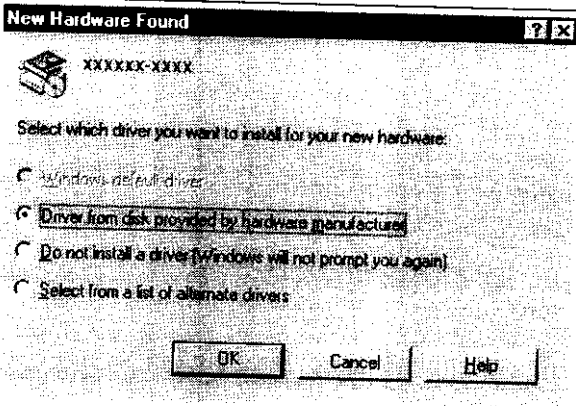 New Hardware Found
xxxxxx-xxxx
Select which driver you want to install for your new hardware:
Windows default driver
Driver from disk provided by hardware manufacturer
Do not install a driver (Windows will not prompt you again)
Select from a list of alternate drivers
OK Cancel Help